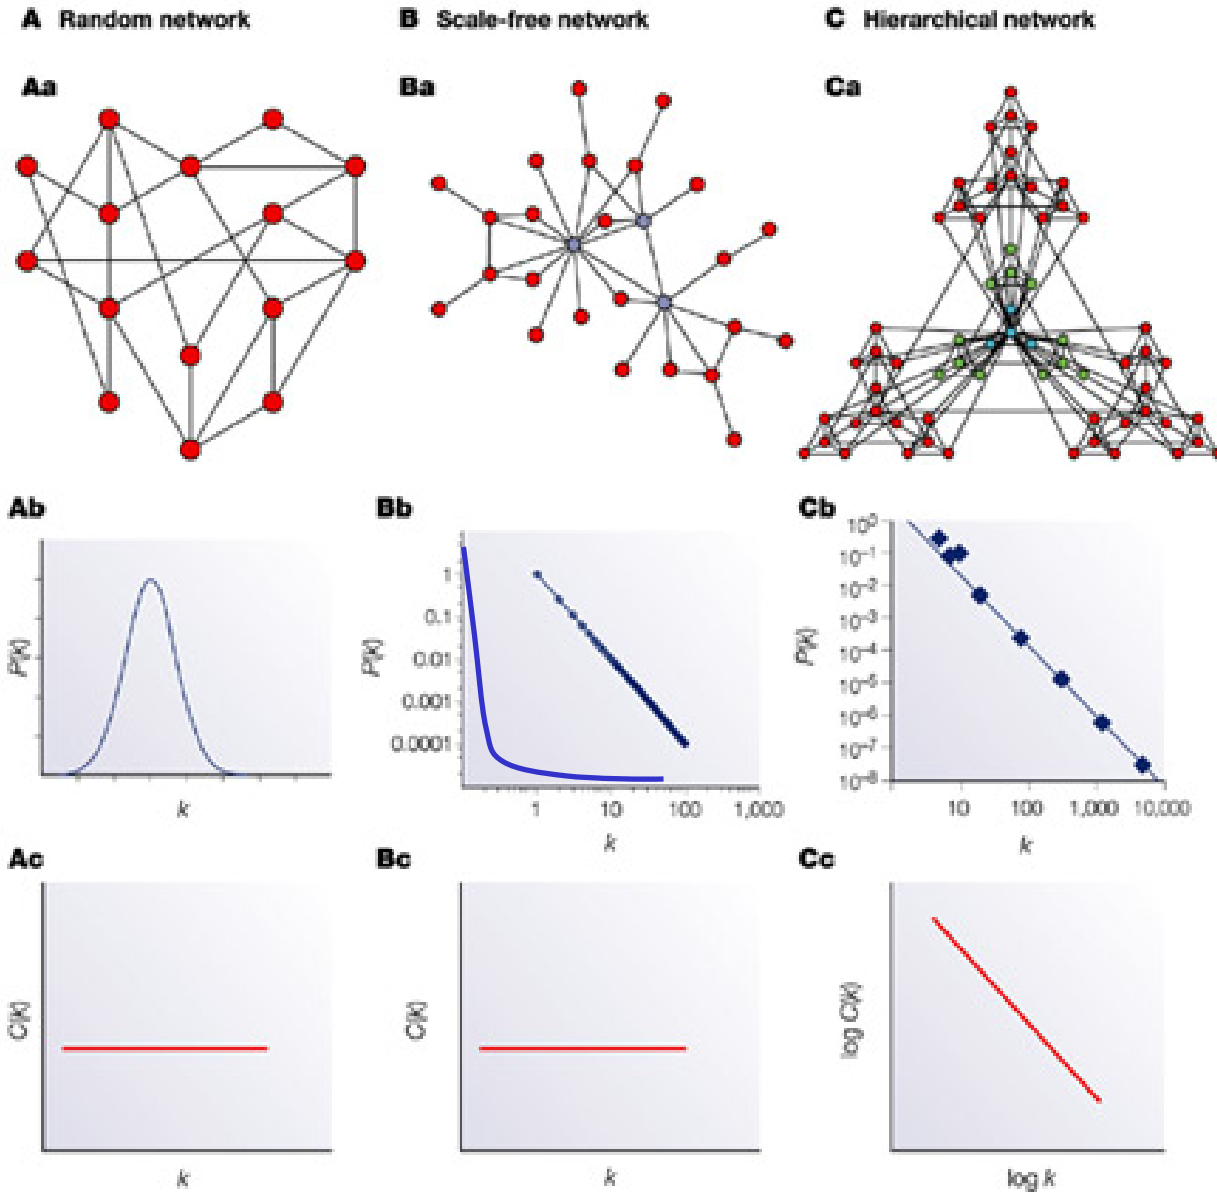 A Random network
B Scale-free network
C Hierarchical network
Aa
Ba
Ca
Ab
P(k)
k
Bb
P(k)
1
0.1
0.01
0.001
0.0001
1 10 100 1,000
k
Cb
P(k)
10⁰
10⁻¹
10⁻²
10⁻³
10⁻⁴
10⁻⁵
10⁻⁶
10⁻⁷
10⁻⁸
10 100 1,000 10,000
k
Ac
C(k)
k
Bc
C(k)
k
Cc
log C(k)
log k